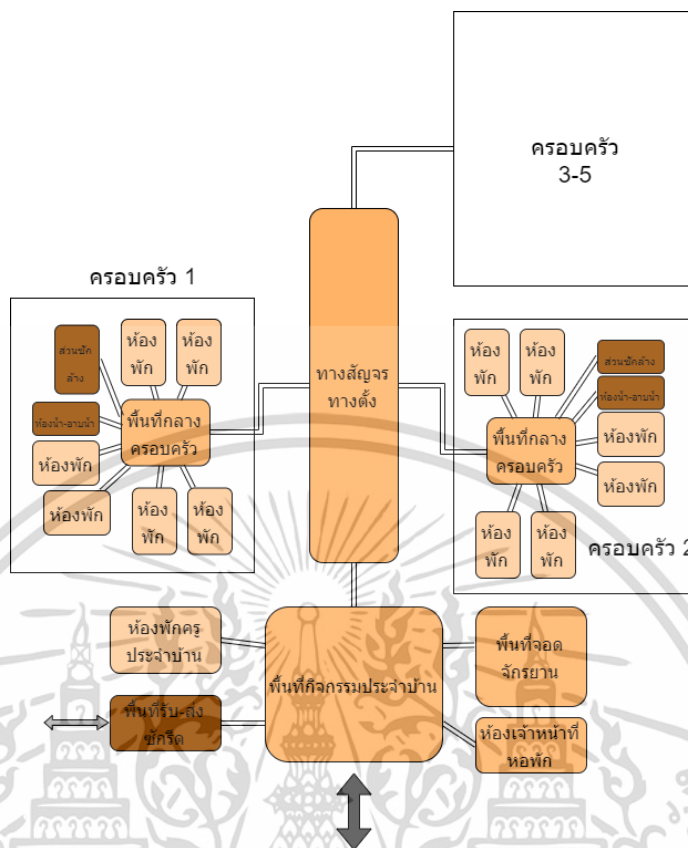 ครอบครัว
3-5
ครอบครัว 1
ส่วนซัก
ล้าง
ห้อง
พัก
ห้อง
พัก
ห้องน้ำ-อาบน้ำ
พื้นที่กลาง
ครอบครัว
ห้องพัก
ห้องพัก
ห้อง
พัก
ห้อง
พัก
ทางสัญจร
ทางตั้ง
ห้อง
พัก
ห้อง
พัก
ส่วนซักล้าง
ห้องน้ำ-อาบน้ำ
พื้นที่กลาง
ครอบครัว
ห้องพัก
ห้องพัก
ห้อง
พัก
ห้อง
พัก
ครอบครัว 2
ห้องพักครู
ประจำบ้าน
พื้นที่รับ-ส่ง
ซักรีด
พื้นที่กิจกรรมประจำบ้าน
พื้นที่จอด
จักรยาน
ห้องเจ้าหน้าที่
หอพัก